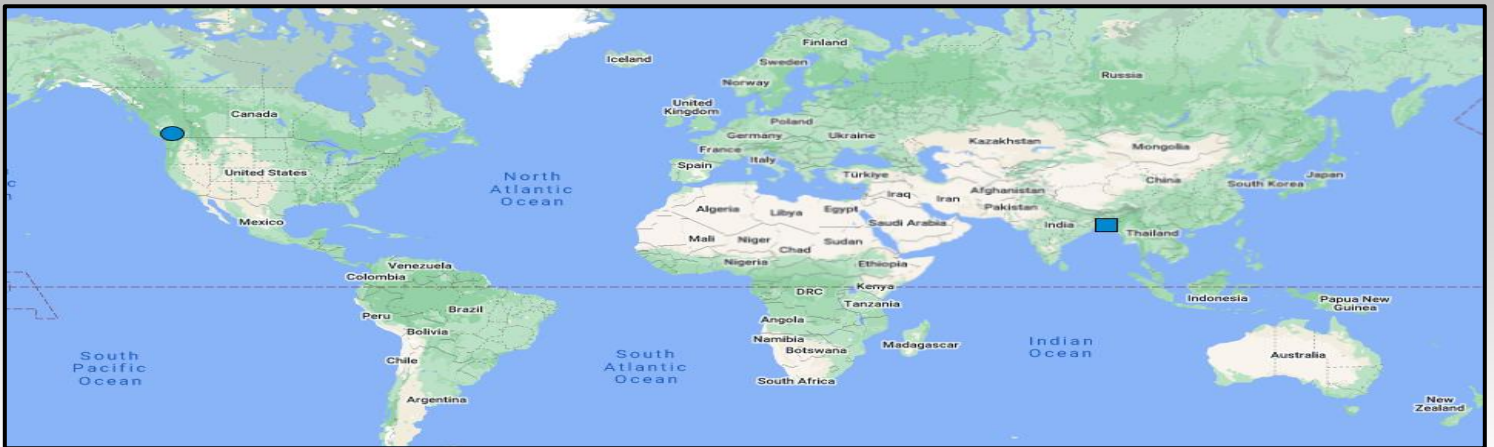 Finland
Iceland
Sweden
Russia
Norway
United
Kingdom
Canada
Poland
Germany
Ukraine
Kazakhstan
Mongolia
France
Italy
Spain
United States
Türkiye
China
Japan
South Korea
North
Atlantic
Ocean
Afghanistan
Iraq
Iran
Pakistan
Algeria
Libya
Egypt
Saudi Arabia
Mexico
India
Thailand
Mali
Niger
Chad
Sudan
Nigeria
Ethiopia
Venezuela
Colombia
Kenya
DRC
Indonesia
Papua New
Guinea
Tanzania
Brazil
Peru
Angola
Bolivia
Namibia
Botswana
Madagascar
Indian
Ocean
South
Pacific
Ocean
Chile
South
Atlantic
Ocean
Australia
South Africa
Argentina
New
Zealand